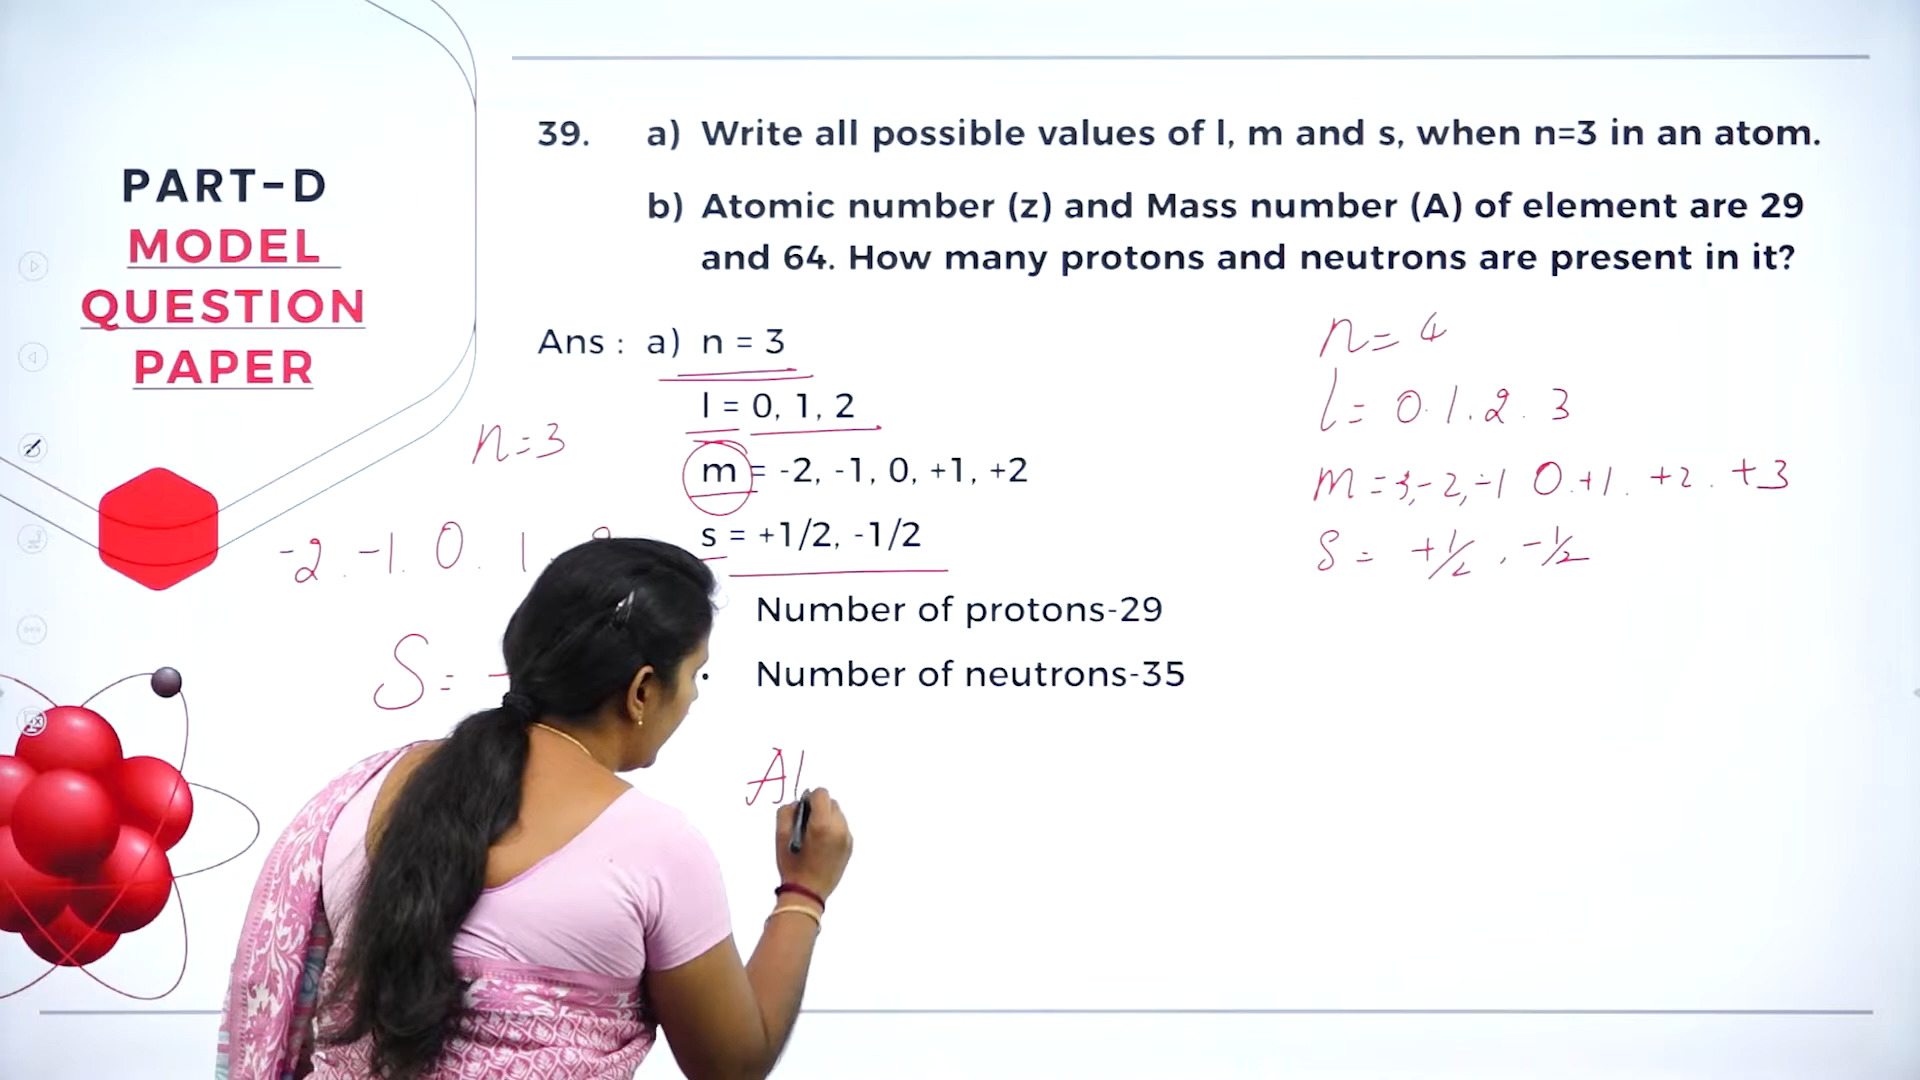 PART-D
MODEL
QUESTION
PAPER
39. a) Write all possible values of l, m and s, when n=3 in an atom.
b) Atomic number (z) and Mass number (A) of element are 29
and 64. How many protons and neutrons are present in it?
Ans : a) n = 3
l = 0, 1, 2
m = -2, -1, 0, +1, +2
s = +1/2, -1/2
Number of protons-29
· Number of neutrons-35
n=3
-2. -1. 0. 1
S = -
n = 4
l = 0. 1. 2. 3
m = 3, -2, -1 0 +1. +2. +3
S = +1/2, -1/2